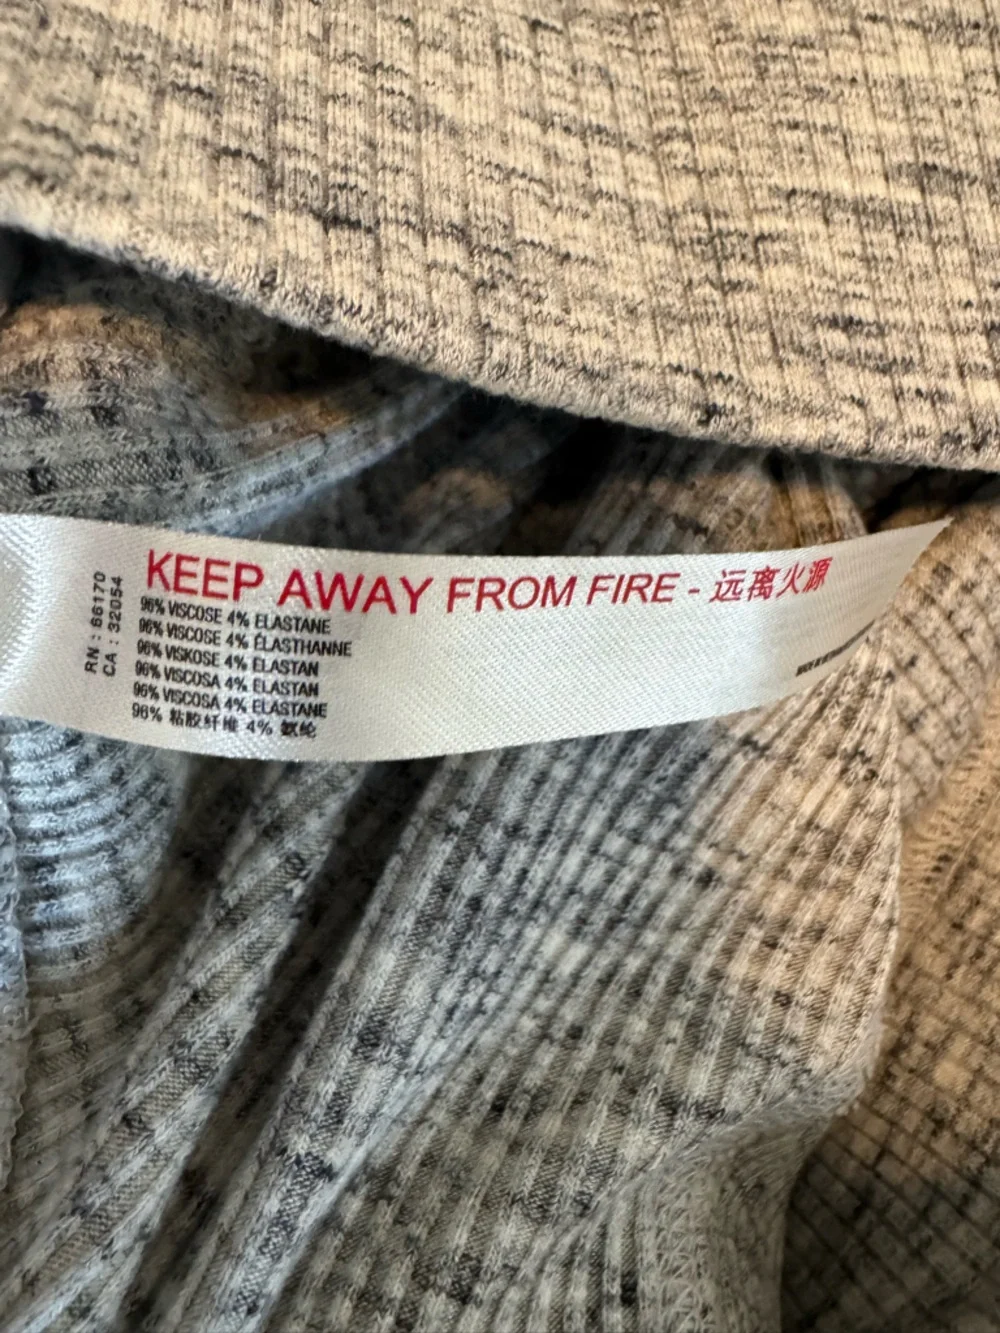 KEEP AWAY FROM FIRE - 远离火源
RN : 66170
CA : 32054
96% VISCOSE 4% ELASTANE
96% VISCOSE 4% ÉLASTHANNE
96% VISKOSE 4% ELASTAN
96% VISCOSA 4% ELASTAN
96% VISCOSA 4% ELASTANE
96% 粘胶纤维 4% 氨纶